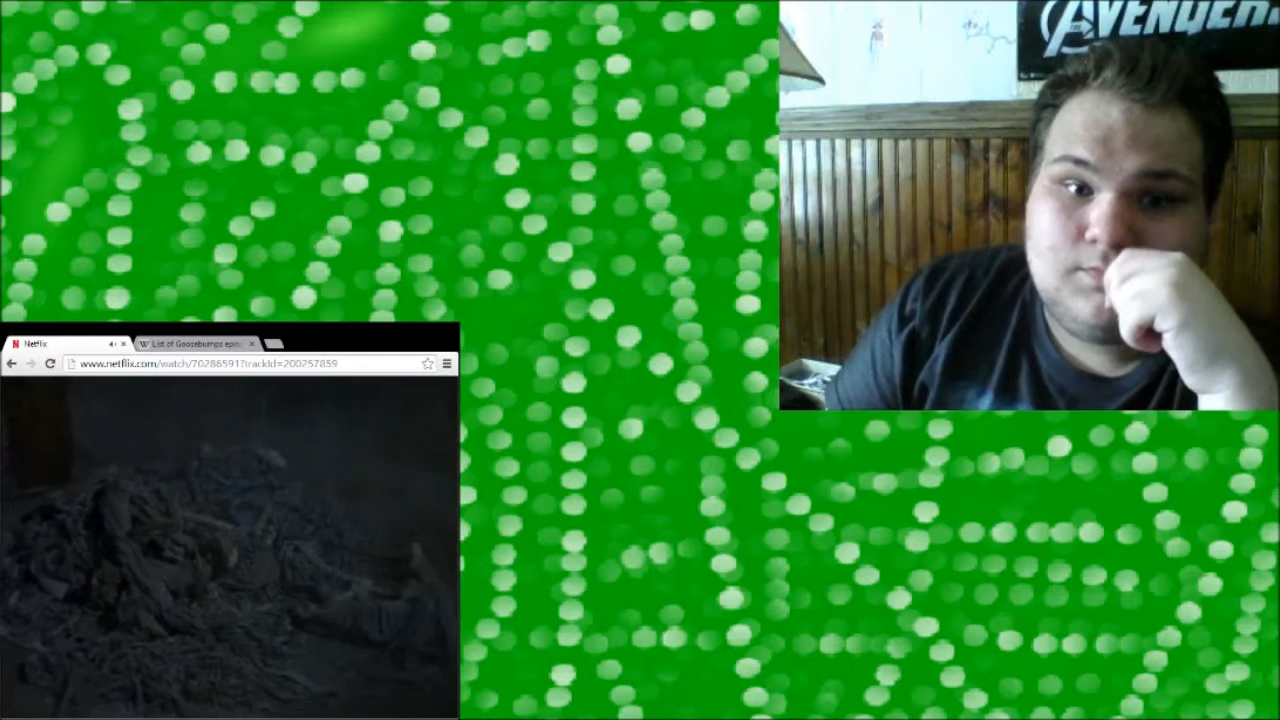 AVENGER
Netflix
W List of Goosebumps epis
www.netflix.com/watch/70286591?trackId=200257859